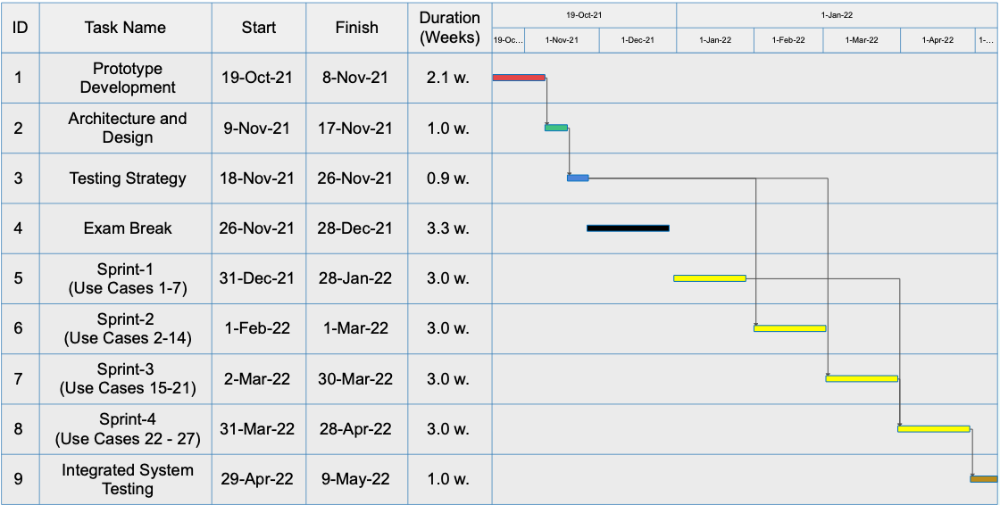 ID
Task Name
Start
Finish
Duration
(Weeks)
19-Oct-21
1-Jan-22
19-Oc...
1-Nov-21
1-Dec-21
1-Jan-22
1-Feb-22
1-Mar-22
1-Apr-22
1-...
1
Prototype
Development
19-Oct-21
8-Nov-21
2.1 w.
2
Architecture and
Design
9-Nov-21
17-Nov-21
1.0 w.
3
Testing Strategy
18-Nov-21
26-Nov-21
0.9 w.
4
Exam Break
26-Nov-21
28-Dec-21
3.3 w.
5
Sprint-1
(Use Cases 1-7)
31-Dec-21
28-Jan-22
3.0 w.
6
Sprint-2
(Use Cases 2-14)
1-Feb-22
1-Mar-22
3.0 w.
7
Sprint-3
(Use Cases 15-21)
2-Mar-22
30-Mar-22
3.0 w.
8
Sprint-4
(Use Cases 22 - 27)
31-Mar-22
28-Apr-22
3.0 w.
9
Integrated System
Testing
29-Apr-22
9-May-22
1.0 w.